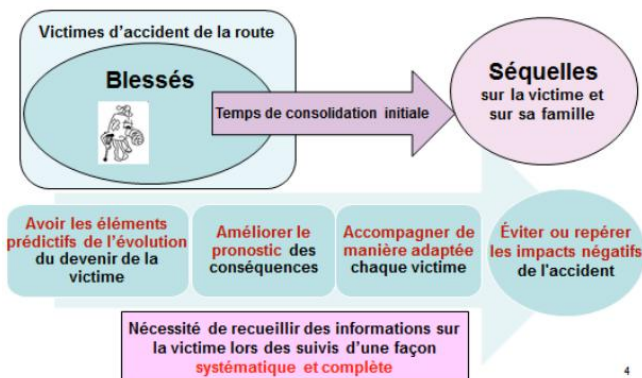 Victimes d'accident de la route
Blessés
Temps de consolidation initiale
Séquelles
sur la victime et
sur sa famille
Avoir les éléments
prédictifs de l'évolution
du devenir de la
victime
Améliorer le
pronostic des
conséquences
Accompagner de
manière adaptée
chaque victime
Éviter ou repérer
les impacts négatifs
de l'accident
Nécessité de recueillir des informations sur
la victime lors des suivis d'une façon
systématique et complète
4